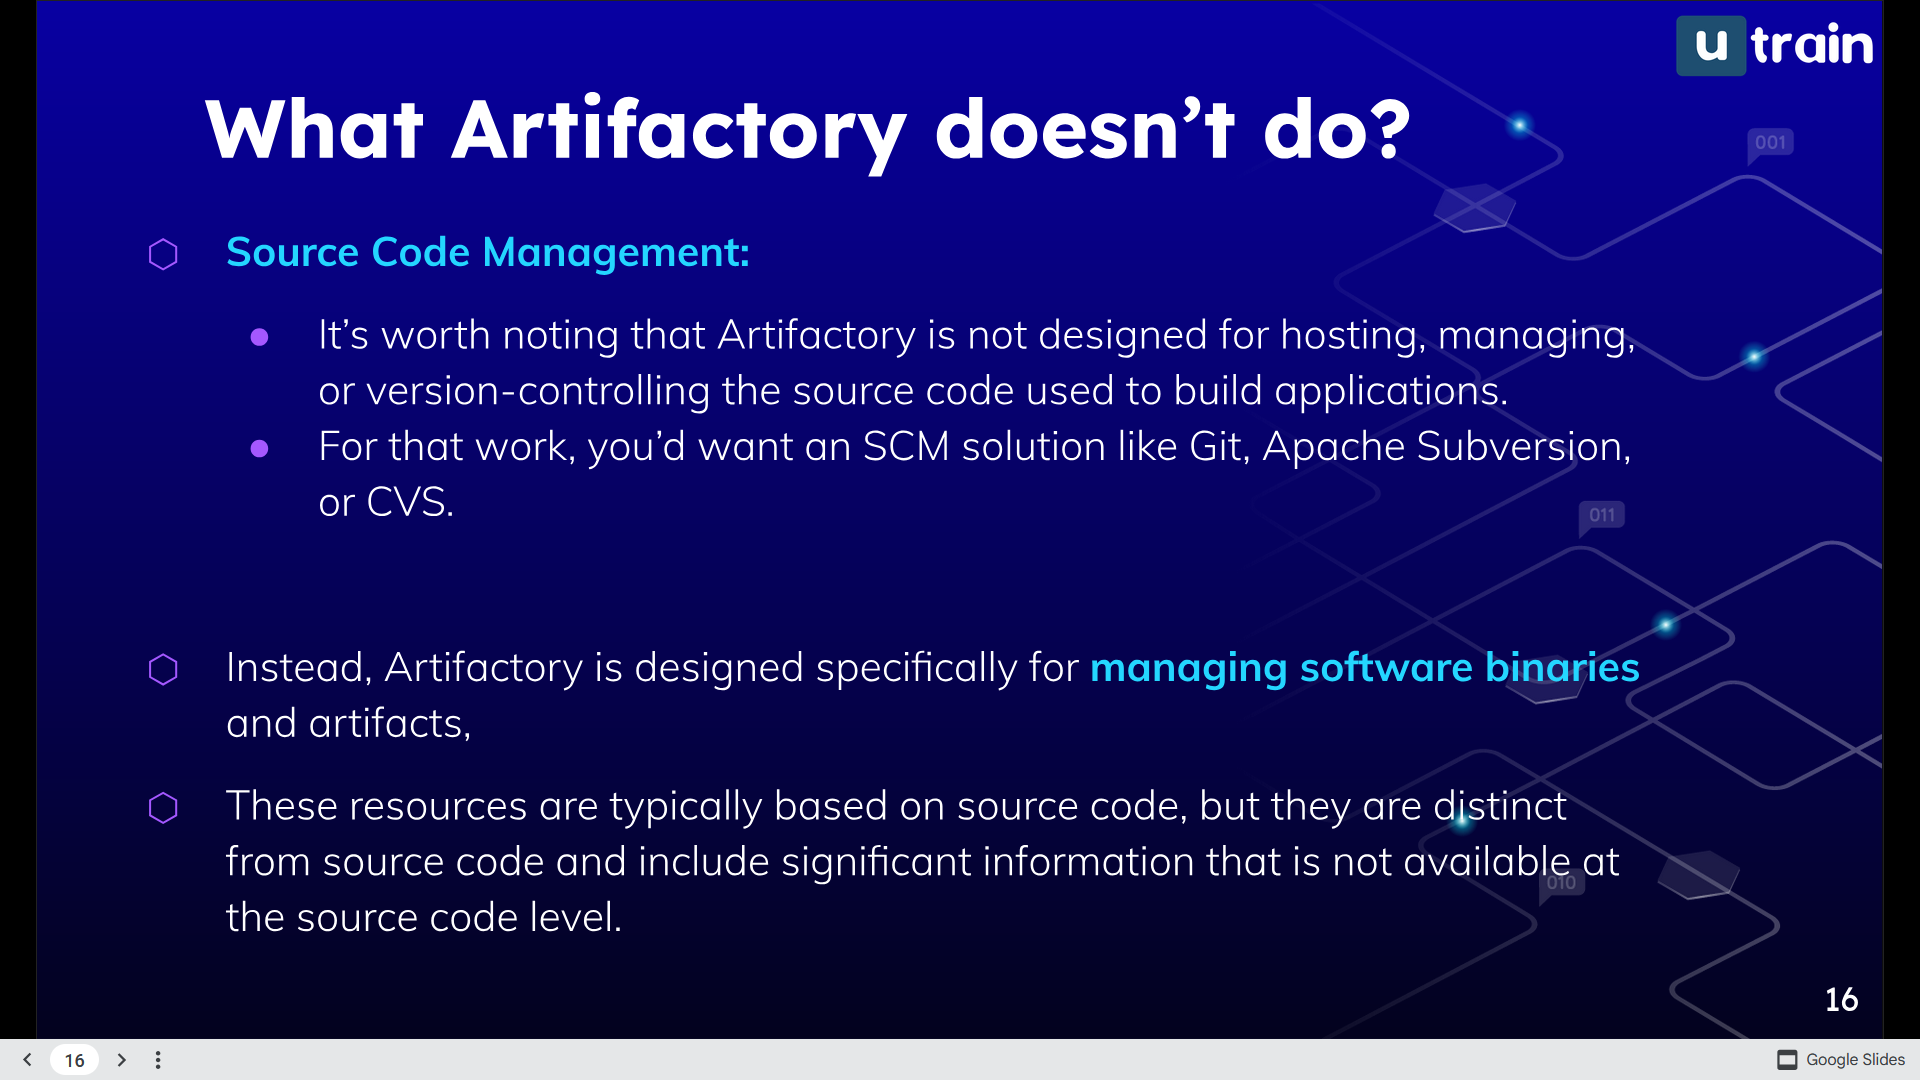 u train
What Artifactory doesn’t do?
001
Source Code Management:
It’s worth noting that Artifactory is not designed for hosting, managing,
or version-controlling the source code used to build applications.
For that work, you’d want an SCM solution like Git, Apache Subversion,
or CVS.
011
Instead, Artifactory is designed specifically for managing software binaries
and artifacts,
These resources are typically based on source code, but they are distinct
from source code and include significant information that is not available at
010
the source code level.
16
16
Google Slides